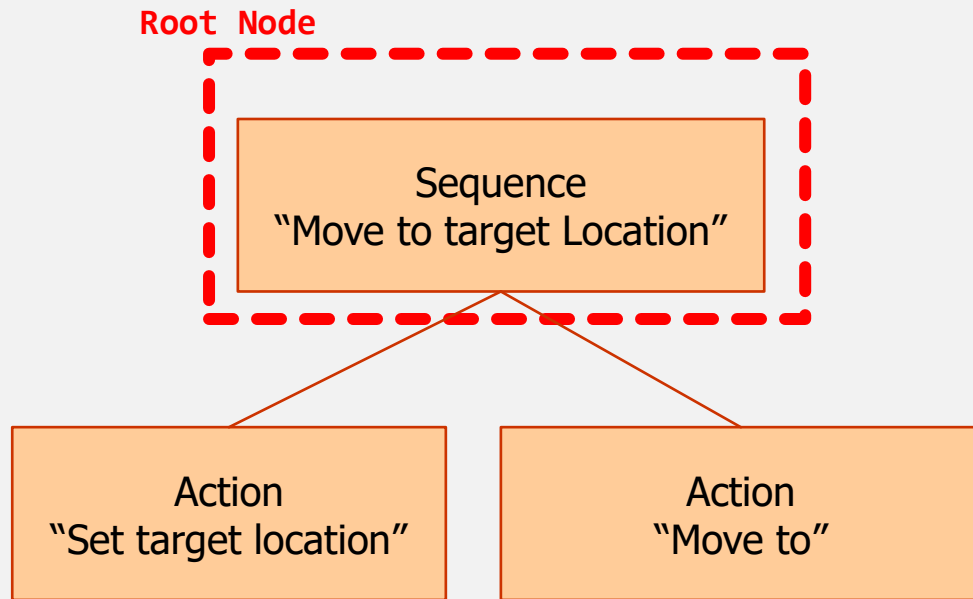 Root Node
Sequence
“Move to target Location”
Action
“Set target location”
Action
“Move to”